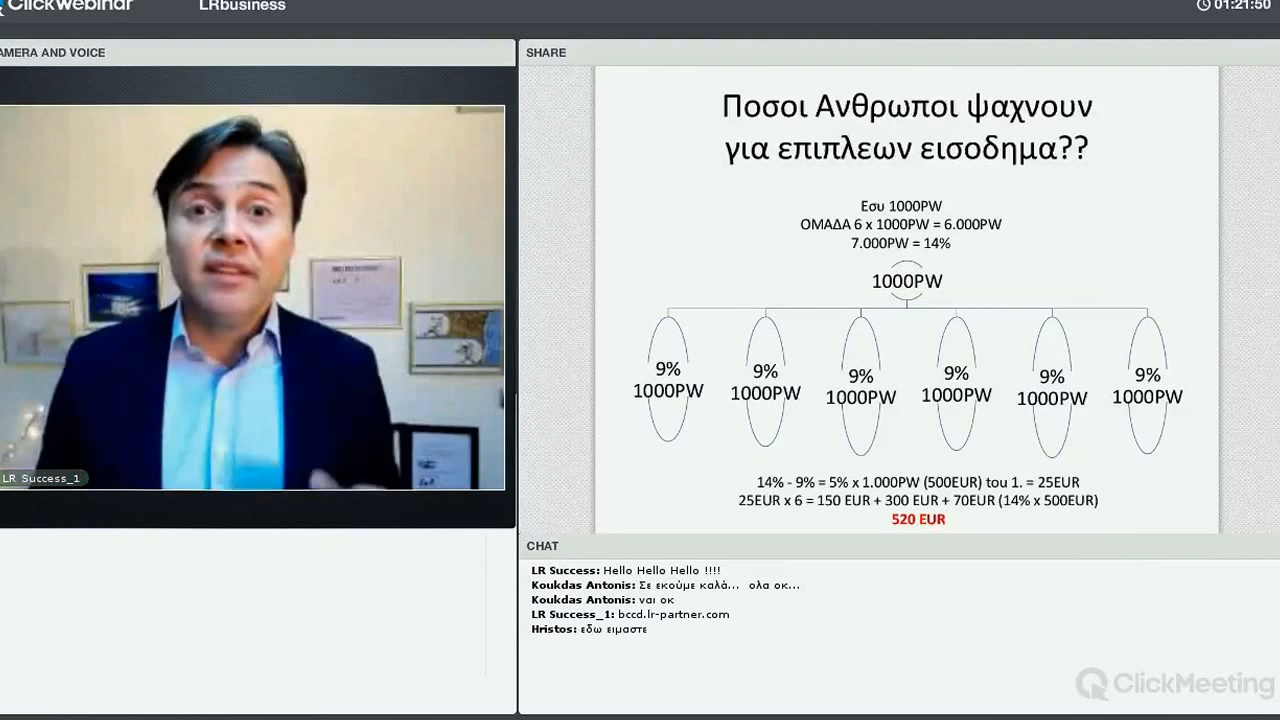 ClickWebinar
LRbusiness
01:21:50
AMERA AND VOICE
SHARE
LR Success_1
Ποσοι Ανθρωποι ψαχνουν
για επιπλεων εισοδημα??
Εσυ 1000PW
ΟΜΑΔΑ 6 x 1000PW = 6.000PW
7.000PW = 14%
1000PW
9%
1000PW
9%
1000PW
9%
1000PW
9%
1000PW
9%
1000PW
9%
1000PW
14% - 9% = 5% x 1.000PW (500EUR) tou 1. = 25EUR
25EUR x 6 = 150 EUR + 300 EUR + 70EUR (14% x 500EUR)
520 EUR
CHAT
LR Success: Hello Hello Hello !!!!
Koukdas Antonis: Σε εκούμε καλά... ολα οκ...
Koukdas Antonis: ναι οκ
LR Success_1: bccd.lr-partner.com
Hristos: εδω ειμαστε
ClickMeeting